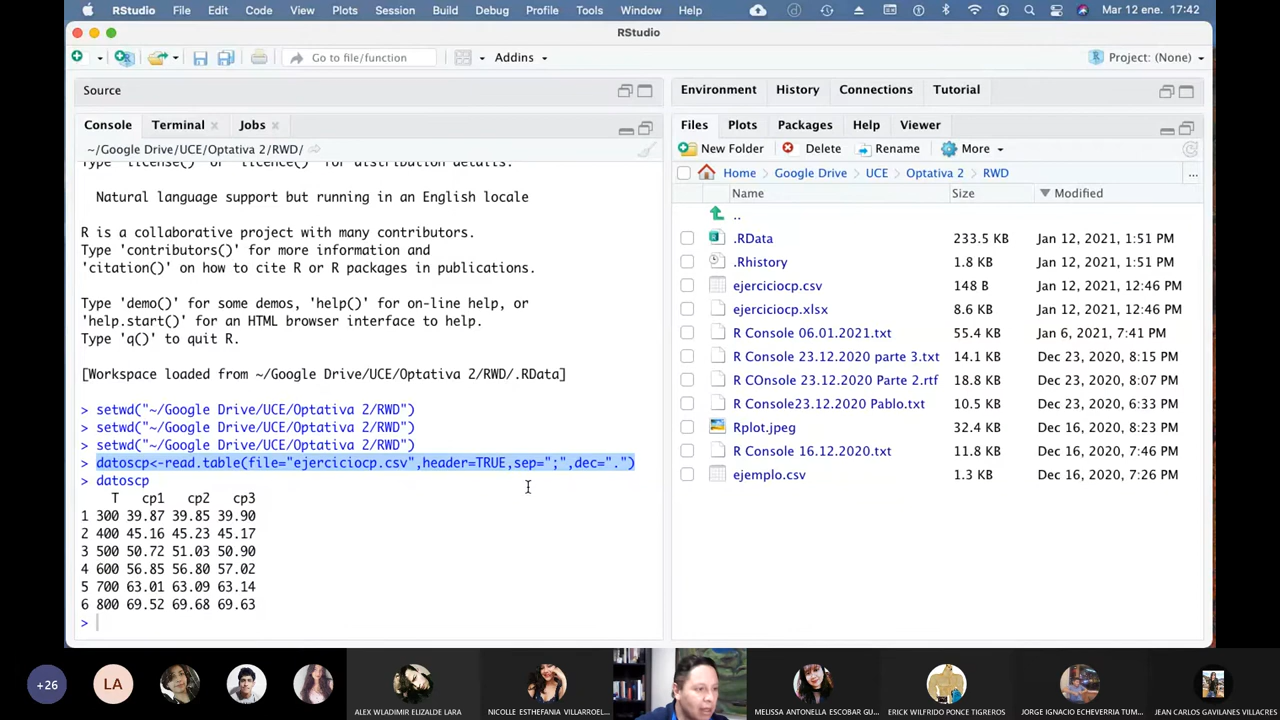 RStudio File Edit Code View Plots Session Build Debug Profile Tools Window Help Mar 12 ene. 17:42
RStudio
Go to file/function Addins Project: (None)
Source
Console Terminal Jobs
~/Google Drive/UCE/Optativa 2/RWD/
Type 'license()' or 'licence()' for distribution details.
Natural language support but running in an English locale
R is a collaborative project with many contributors.
Type 'contributors()' for more information and
'citation()' on how to cite R or R packages in publications.
Type 'demo()' for some demos, 'help()' for on-line help, or
'help.start()' for an HTML browser interface to help.
Type 'q()' to quit R.
[Workspace loaded from ~/Google Drive/UCE/Optativa 2/RWD/.RData]
> setwd("~/Google Drive/UCE/Optativa 2/RWD")
> setwd("~/Google Drive/UCE/Optativa 2/RWD")
> setwd("~/Google Drive/UCE/Optativa 2/RWD")
> datoscp<-read.table(file="ejerciciocp.csv",header=TRUE,sep=";",dec=".")
> datoscp
T cp1 cp2 cp3
1 300 39.87 39.85 39.90
2 400 45.16 45.23 45.17
3 500 50.72 51.03 50.90
4 600 56.85 56.80 57.02
5 700 63.01 63.09 63.14
6 800 69.52 69.68 69.63
>
Environment History Connections Tutorial
Files Plots Packages Help Viewer
New Folder Delete Rename More
Home Google Drive UCE Optativa 2 RWD ...
Name Size Modified
..
.RData 233.5 KB Jan 12, 2021, 1:51 PM
.Rhistory 1.8 KB Jan 12, 2021, 1:51 PM
ejerciciocp.csv 148 B Jan 12, 2021, 12:46 PM
ejerciciocp.xlsx 8.6 KB Jan 12, 2021, 12:46 PM
R Console 06.01.2021.txt 55.4 KB Jan 6, 2021, 7:41 PM
R Console 23.12.2020 parte 3.txt 14.1 KB Dec 23, 2020, 8:15 PM
R COnsole 23.12.2020 Parte 2.rtf 18.8 KB Dec 23, 2020, 8:07 PM
R Console23.12.2020 Pablo.txt 10.5 KB Dec 23, 2020, 6:33 PM
Rplot.jpeg 32.4 KB Dec 16, 2020, 8:23 PM
R Console 16.12.2020.txt 11.8 KB Dec 16, 2020, 8:22 PM
ejemplo.csv 69 B Dec 16, 2020, 7:26 PM
+26 LA ALEX WLADIMIR ELIZALDE LARA NICOLLE ESTHEFANIA VILLARROEL... MELISSA ANTONELLA ESCOBAR GU... ERICK WILFRIDO PONCE TIGREROS JORGE IGNACIO ECHEVERRIA TUM... JEAN CARLOS GAVILANES VILLACRES